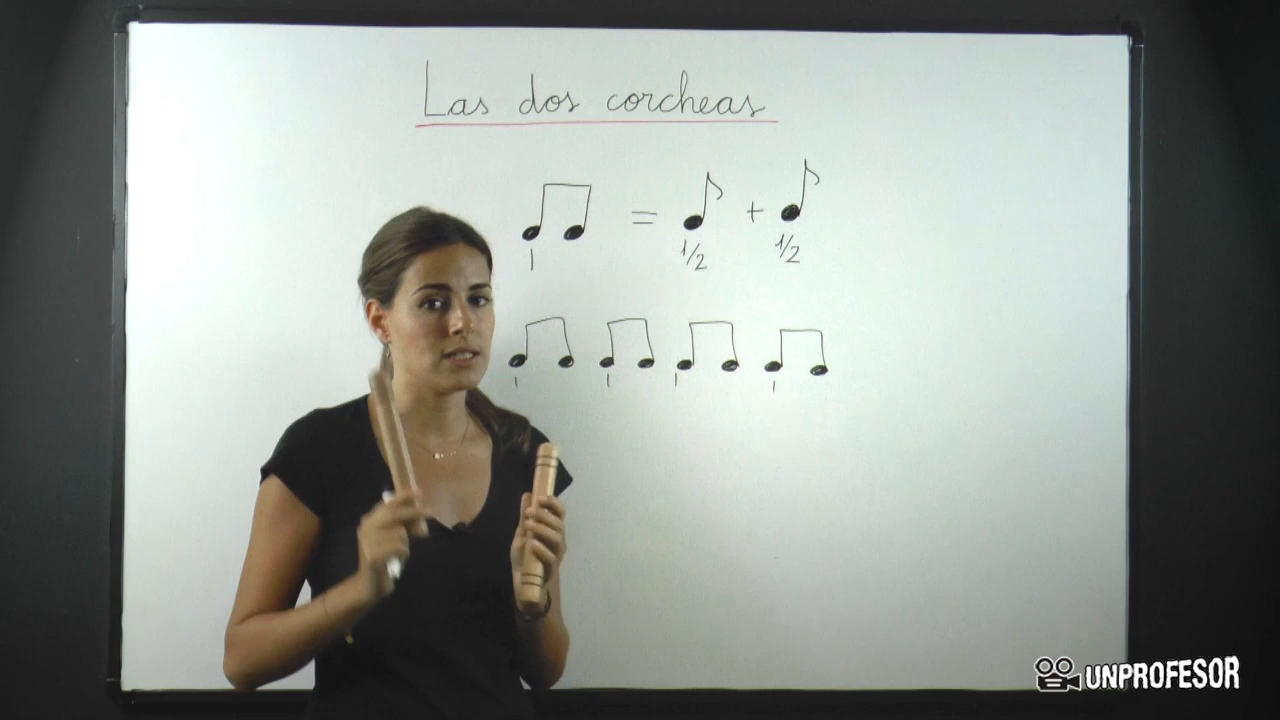 Las dos corcheas
= +
1 1/2 1/2
1 1 1 1
UNPROFESOR